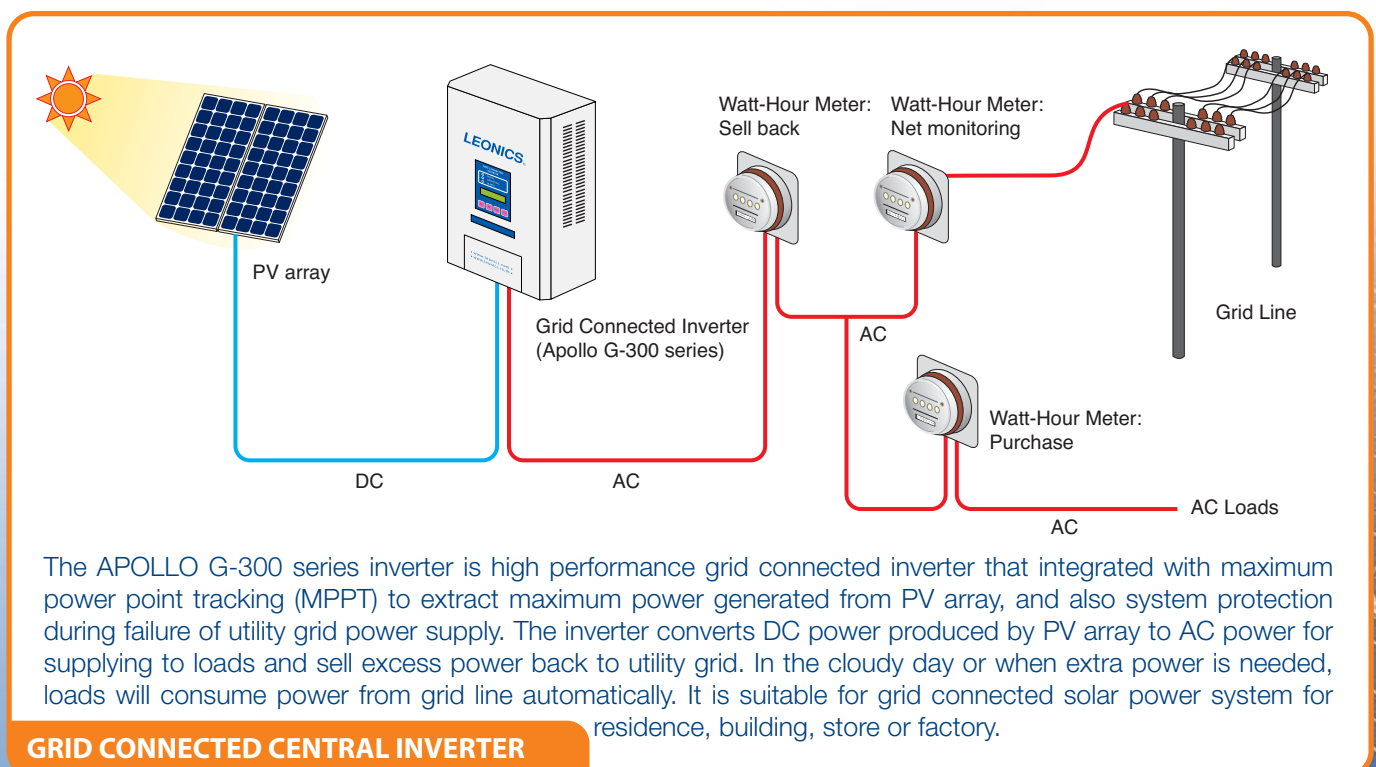 Watt-Hour Meter:
Sell back
Watt-Hour Meter:
Net monitoring
LEONICS
PV array
Grid Connected Inverter
(Apollo G-300 series)
AC
Grid Line
Watt-Hour Meter:
Purchase
DC
AC
AC Loads
AC
The APOLLO G-300 series inverter is high performance grid connected inverter that integrated with maximum
power point tracking (MPPT) to extract maximum power generated from PV array, and also system protection
during failure of utility grid power supply. The inverter converts DC power produced by PV array to AC power for
supplying to loads and sell excess power back to utility grid. In the cloudy day or when extra power is needed,
loads will consume power from grid line automatically. It is suitable for grid connected solar power system for
residence, building, store or factory.
GRID CONNECTED CENTRAL INVERTER